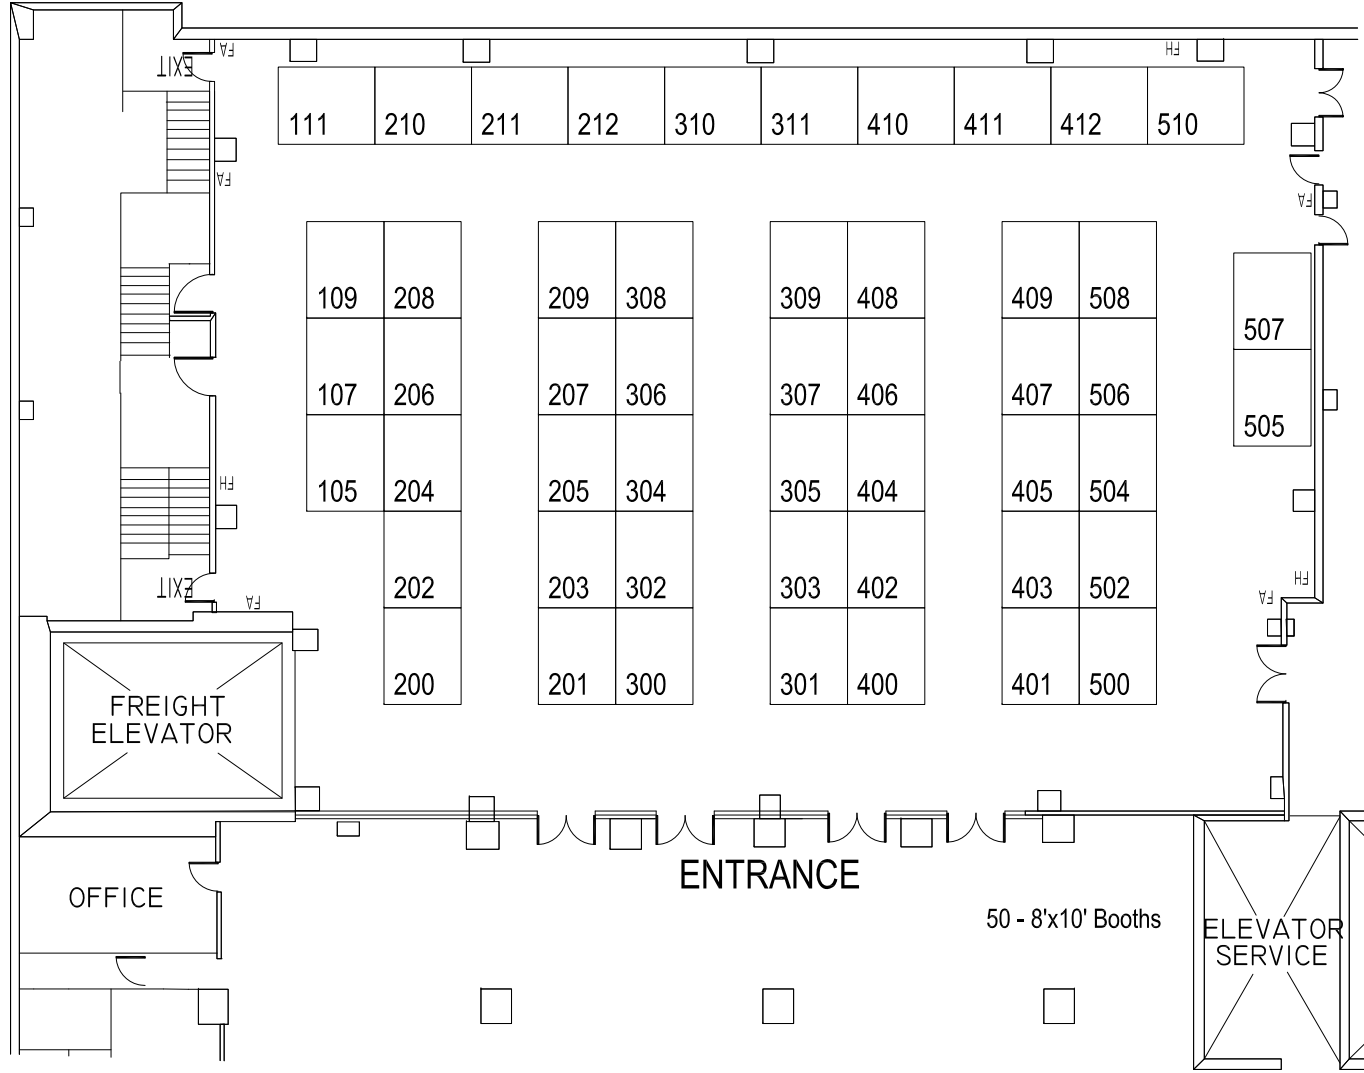 FA
FH
EXIT
111 210 211 212 310 311 410 411 412 510
FA
FA
109 208 209 308 309 408 409 508
507
107 206 207 306 307 406 407 506
505
FH
105 204 205 304 305 404 405 504
EXIT
202 203 302 303 402 403 502
FH
FA
FA
200 201 300 301 400 401 500
FREIGHT
ELEVATOR
ENTRANCE
OFFICE
50 - 8'x10' Booths
ELEVATOR
SERVICE